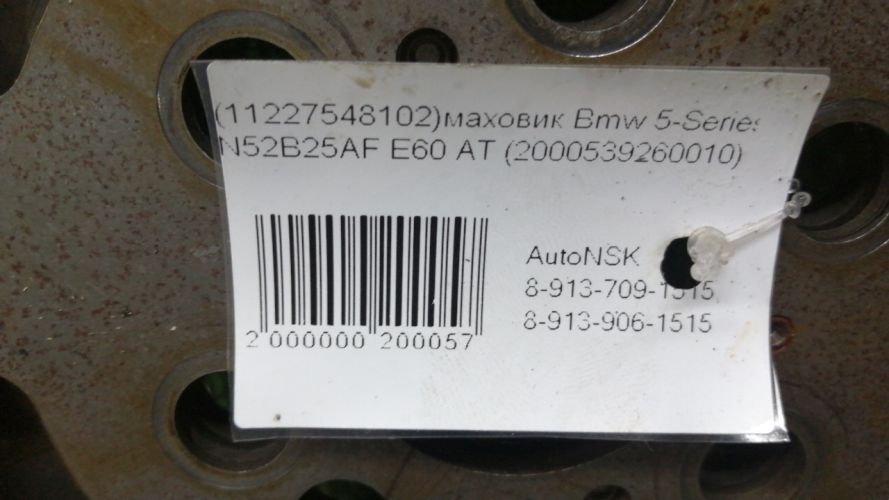 (11227548102)маховик Bmw 5-Series
N52B25AF E60 AT (2000539260010)
AutoNSK
8-913-709-1515
8-913-906-1515
2 000000 200057